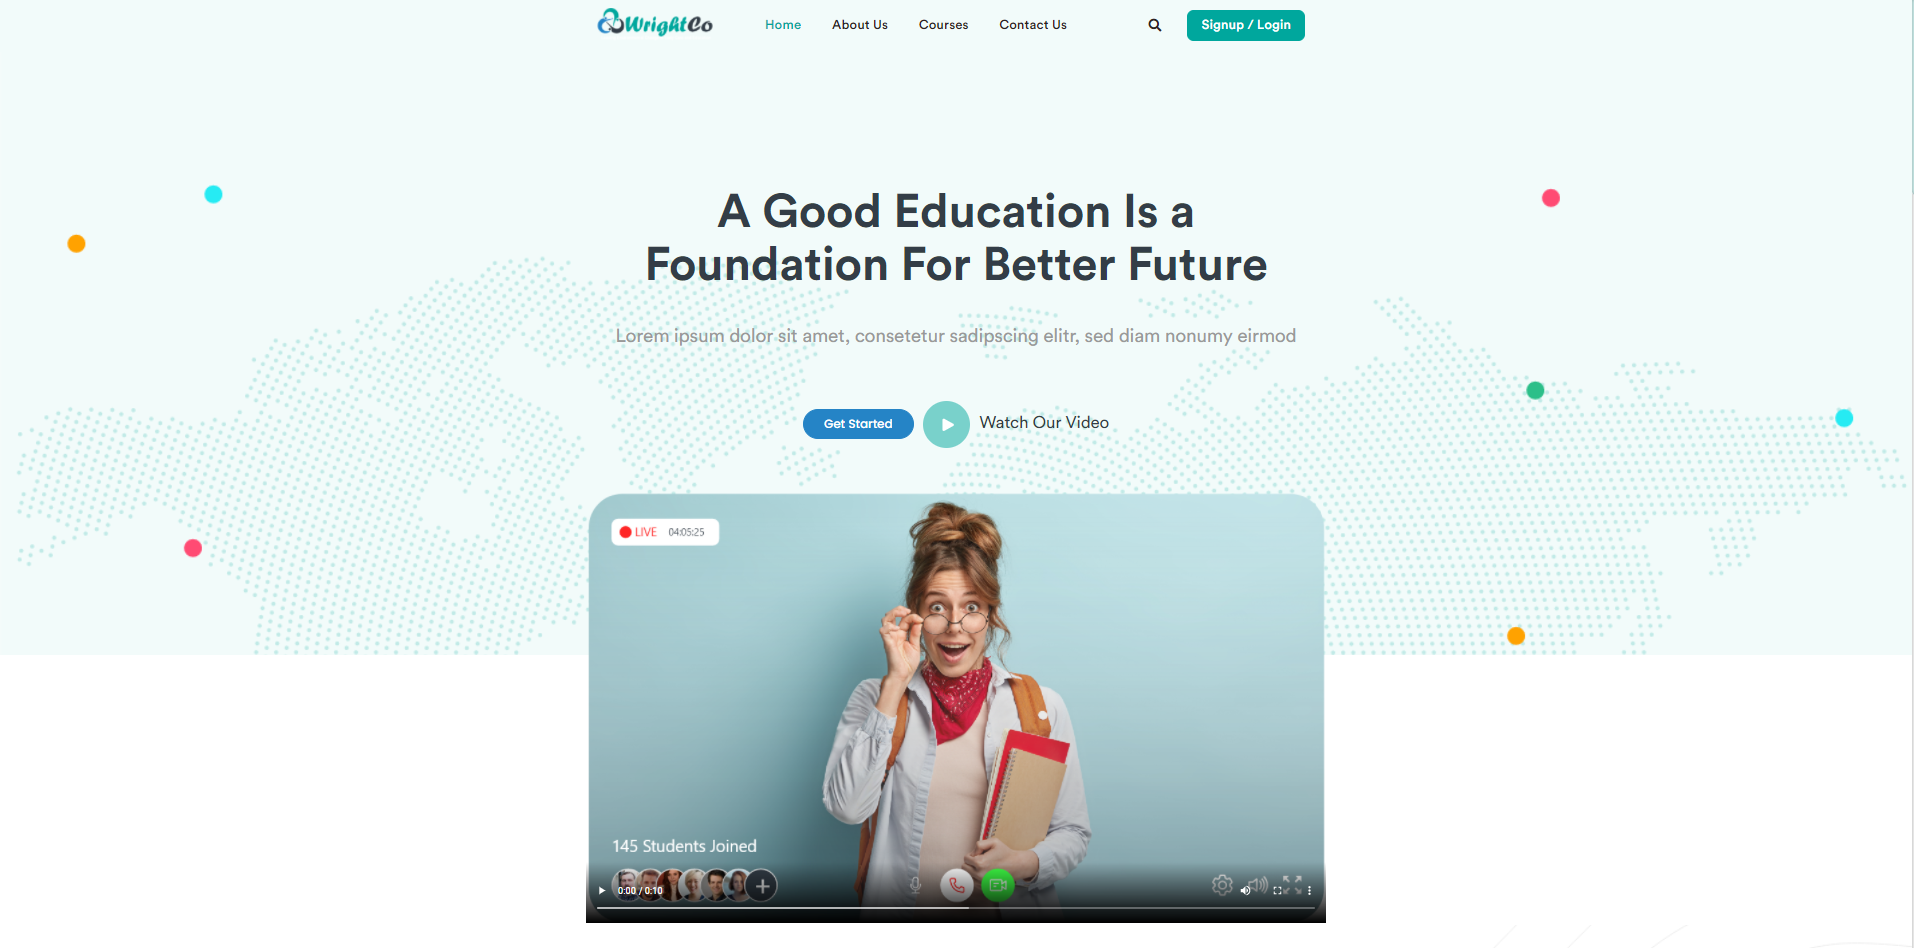 WrightCo
Home About Us Courses Contact Us
Signup / Login
A Good Education Is a
Foundation For Better Future
Lorem ipsum dolor sit amet, consetetur sadipscing elitr, sed diam nonumy eirmod
Get Started
Watch Our Video
LIVE 04:05:25
145 Students Joined
0:00 / 0:10